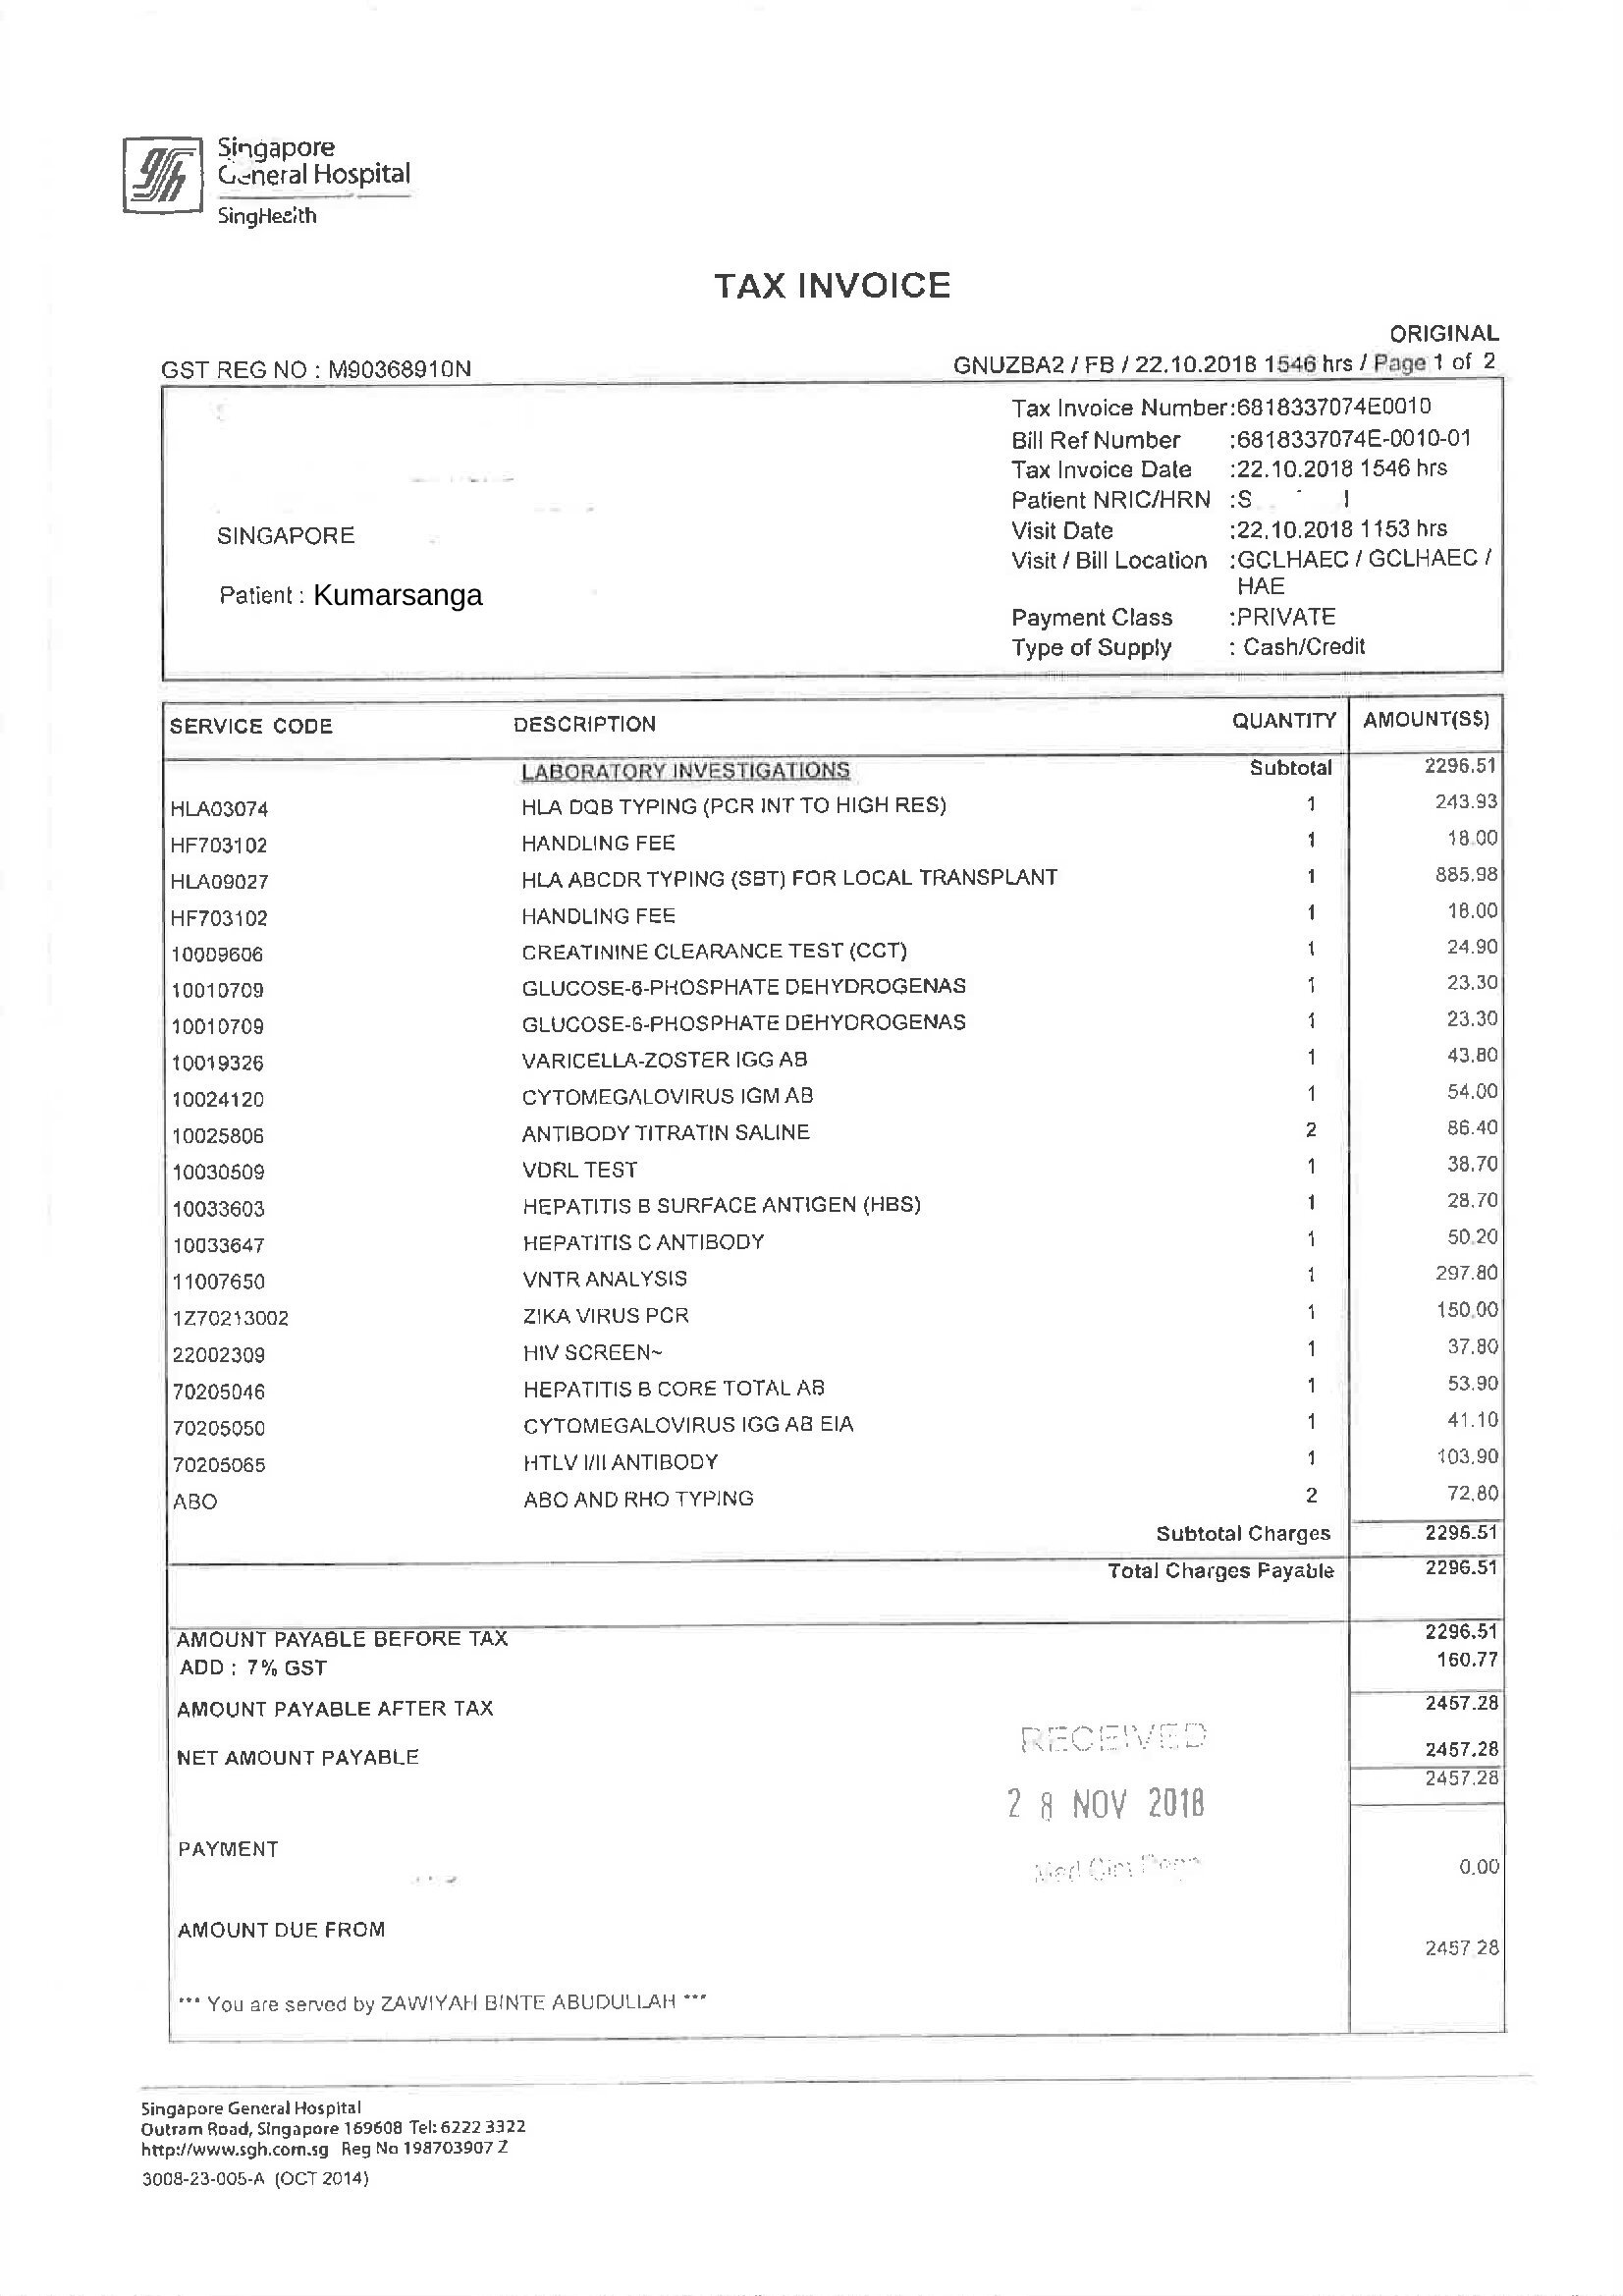 Singapore
General Hospital
SingHealth
TAX INVOICE
ORIGINAL
GST REG NO : M90368910N
GNUZBA2 / FB / 22.10.2018 1546 hrs / Page 1 of 2
Tax Invoice Number:6818337074E0010
Bill Ref Number :6818337074E-0010-01
Tax Invoice Date :22.10.2018 1546 hrs
Patient NRIC/HRN :S
SINGAPORE
Visit Date :22.10.2018 1153 hrs
Visit / Bill Location :GCLHAEC / GCLHAEC /
HAE
Patient : Kumarsanga
Payment Class :PRIVATE
Type of Supply : Cash/Credit
SERVICE CODE DESCRIPTION QUANTITY AMOUNT(S$)
LABORATORY INVESTIGATIONS Subtotal 2296.51
HLA03074 HLA DQB TYPING (PCR INT TO HIGH RES) 1 243.93
HF703102 HANDLING FEE 1 18.00
HLA09027 HLA ABCDR TYPING (SBT) FOR LOCAL TRANSPLANT 1 885.98
HF703102 HANDLING FEE 1 18.00
10009606 CREATININE CLEARANCE TEST (CCT) 1 24.90
10010709 GLUCOSE-6-PHOSPHATE DEHYDROGENAS 1 23.30
10010709 GLUCOSE-6-PHOSPHATE DEHYDROGENAS 1 23.30
10019326 VARICELLA-ZOSTER IGG AB 1 43.80
10024120 CYTOMEGALOVIRUS IGM AB 1 54.00
10025806 ANTIBODY TITRATIN SALINE 2 86.40
10030509 VDRL TEST 1 38.70
10033603 HEPATITIS B SURFACE ANTIGEN (HBS) 1 28.70
10033647 HEPATITIS C ANTIBODY 1 50.20
11007650 VNTR ANALYSIS 1 297.80
1Z70213002 ZIKA VIRUS PCR 1 150.00
22002309 HIV SCREEN~ 1 37.80
70205046 HEPATITIS B CORE TOTAL AB 1 53.90
70205050 CYTOMEGALOVIRUS IGG AB EIA 1 41.10
70205065 HTLV I/II ANTIBODY 1 103.90
ABO ABO AND RHO TYPING 2 72.80
Subtotal Charges 2296.51
Total Charges Payable 2296.51
AMOUNT PAYABLE BEFORE TAX 2296.51
ADD : 7% GST 160.77
AMOUNT PAYABLE AFTER TAX 2457.28
RECEIVED
NET AMOUNT PAYABLE 2457.28
2457.28
28 NOV 2018
PAYMENT 0.00
AMOUNT DUE FROM
2457.28
*** You are served by ZAWIYAH BINTE ABUDULLAH ***
Singapore General Hospital
Outram Road, Singapore 169608 Tel: 6222 3322
http://www.sgh.com.sg Reg No 198703907 Z
3008-23-005-A (OCT 2014)